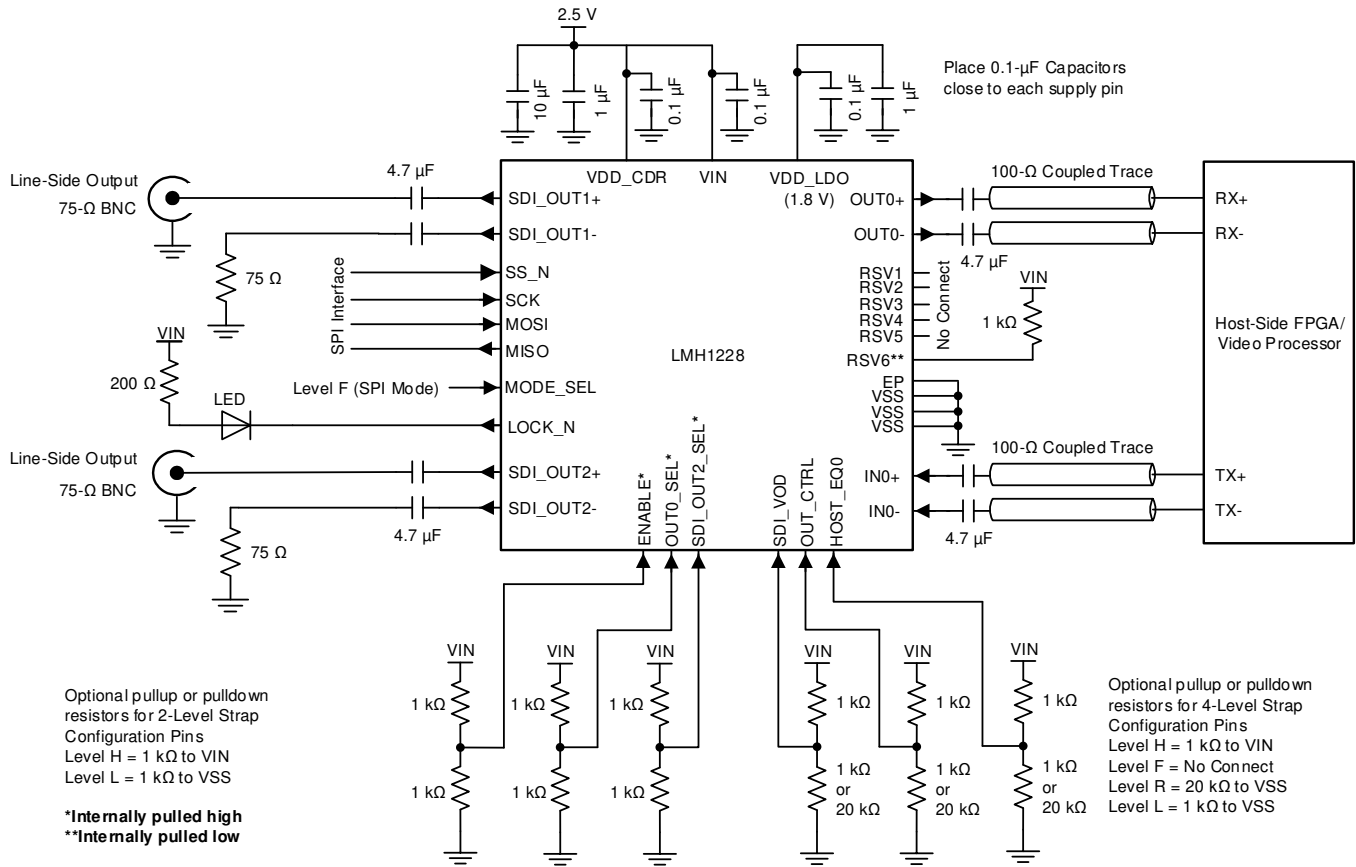 2.5 V
10 µF
1 µF
0.1 µF
0.1 µF
0.1 µF
1 µF
Place 0.1-µF Capacitors
close to each supply pin
VDD_CDR
VIN
VDD_LDO
(1.8 V)
Line-Side Output
75-Ω BNC
4.7 µF
SDI_OUT1+
SDI_OUT1-
75 Ω
SPI Interface
SS_N
SCK
MOSI
MISO
VIN
200 Ω
LED
Level F (SPI Mode)
MODE_SEL
LOCK_N
Line-Side Output
75-Ω BNC
SDI_OUT2+
SDI_OUT2-
4.7 µF
75 Ω
LMH1228
OUT0+
OUT0-
100-Ω Coupled Trace
4.7 µF
RX+
RX-
RSV1
RSV2
RSV3
RSV4
RSV5
No Connect
RSV6**
VIN
1 kΩ
EP
VSS
VSS
VSS
Host-Side FPGA/
Video Processor
100-Ω Coupled Trace
IN0+
IN0-
4.7 µF
TX+
TX-
ENABLE*
OUT0_SEL*
SDI_OUT2_SEL*
SDI_VOD
OUT_CTRL
HOST_EQ0
VIN
1 kΩ
1 kΩ
VIN
1 kΩ
1 kΩ
VIN
1 kΩ
1 kΩ
VIN
1 kΩ
1 kΩ
or
20 kΩ
VIN
1 kΩ
1 kΩ
or
20 kΩ
VIN
1 kΩ
1 kΩ
or
20 kΩ
Optional pullup or pulldown
resistors for 2-Level Strap
Configuration Pins
Level H = 1 kΩ to VIN
Level L = 1 kΩ to VSS
*Internally pulled high
**Internally pulled low
Optional pullup or pulldown
resistors for 4-Level Strap
Configuration Pins
Level H = 1 kΩ to VIN
Level F = No Connect
Level R = 20 kΩ to VSS
Level L = 1 kΩ to VSS